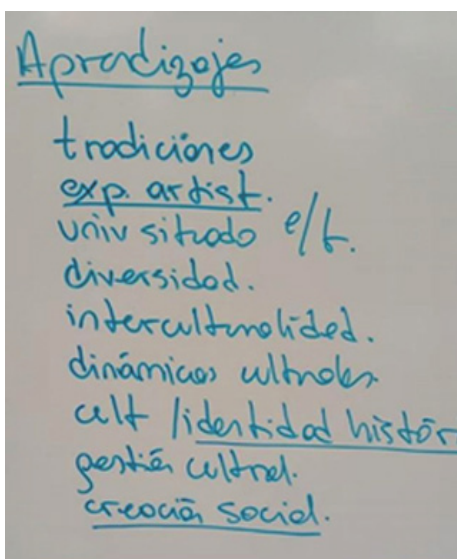 Aprendizajes
tradiciones
exp. artist.
univ situado e/t.
diversidad.
interculturalidad.
dinámicas culturales.
cult / identidad histór
gestión cultural.
creación social.